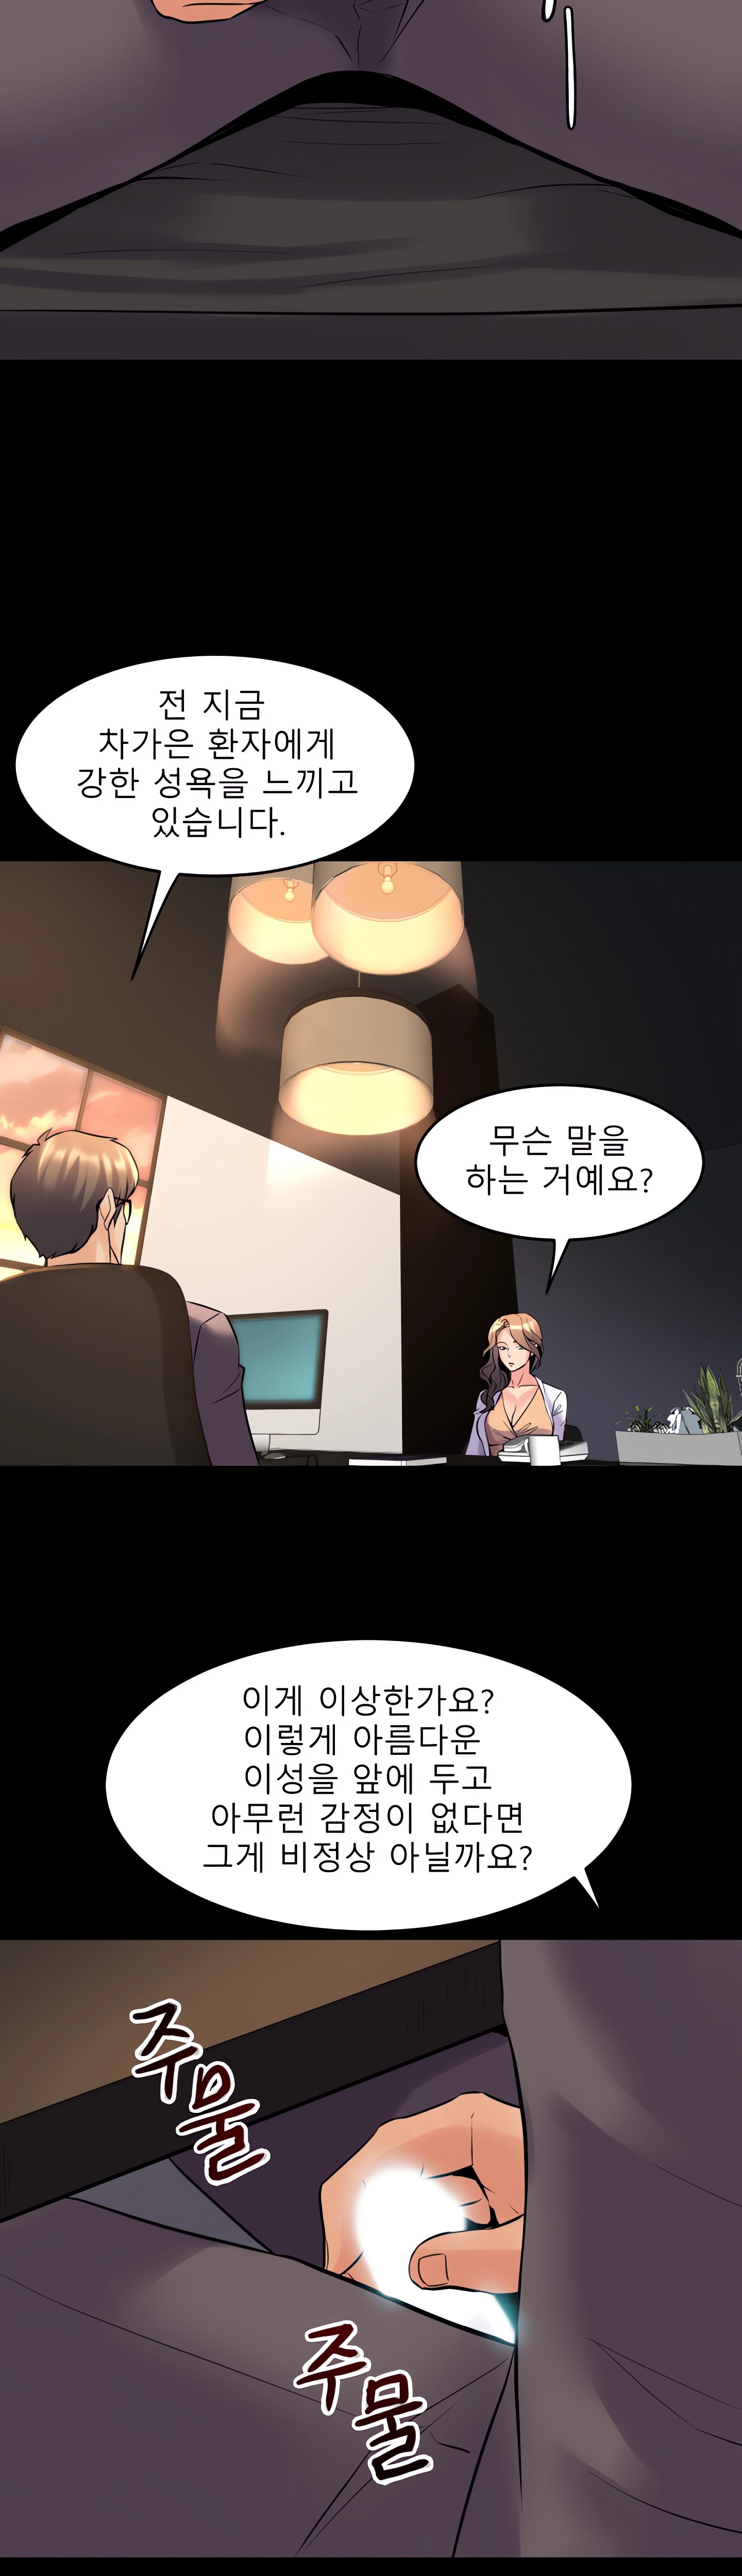 전 지금
차가은 환자에게
강한 성욕을 느끼고
있습니다.
무슨 말을
하는 거예요?
이게 이상한가요?
이렇게 아름다운
이성을 앞에 두고
아무런 감정이 없다면
그게 비정상 아닐까요?
주물
주물